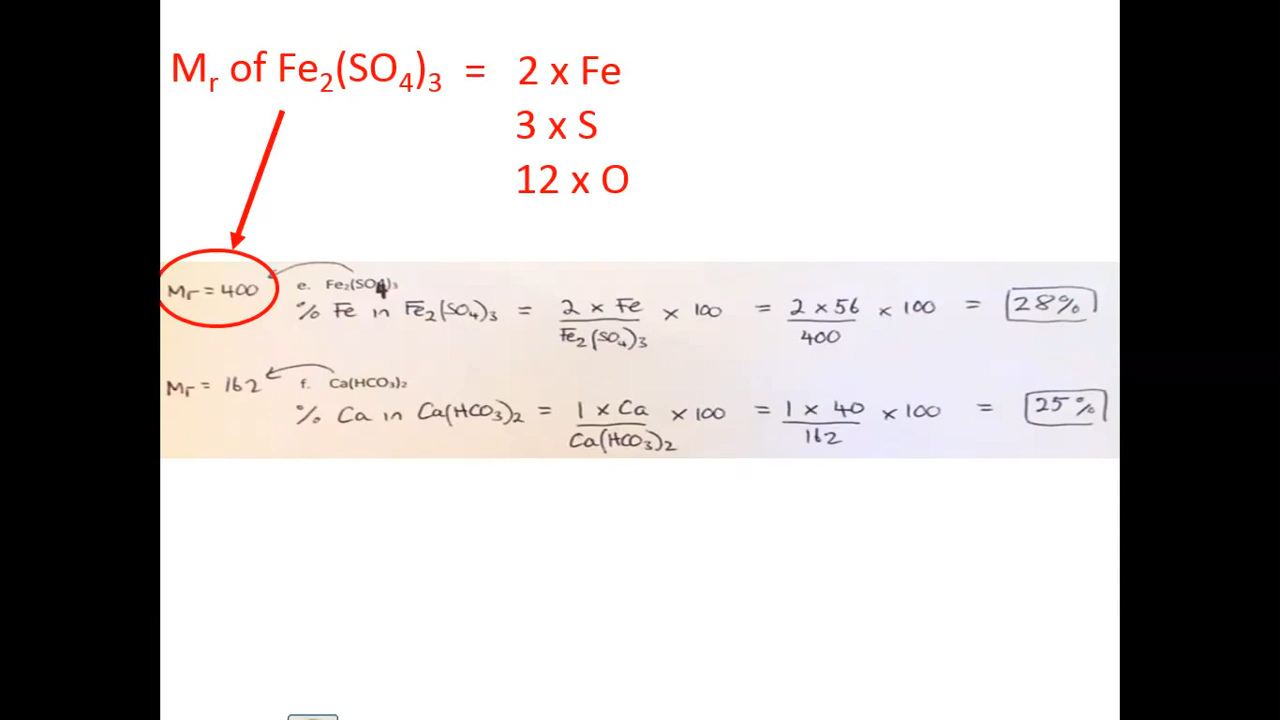 Mr of Fe2(SO4)3 = 2 x Fe
3 x S
12 x O
Mr = 400 e. Fe2(SO4)3
% Fe in Fe2(SO4)3 = 2 x Fe / Fe2(SO4)3 x 100 = 2 x 56 / 400 x 100 = 28%
Mr = 162 f. Ca(HCO3)2
% Ca in Ca(HCO3)2 = 1 x Ca / Ca(HCO3)2 x 100 = 1 x 40 / 162 x 100 = 25%